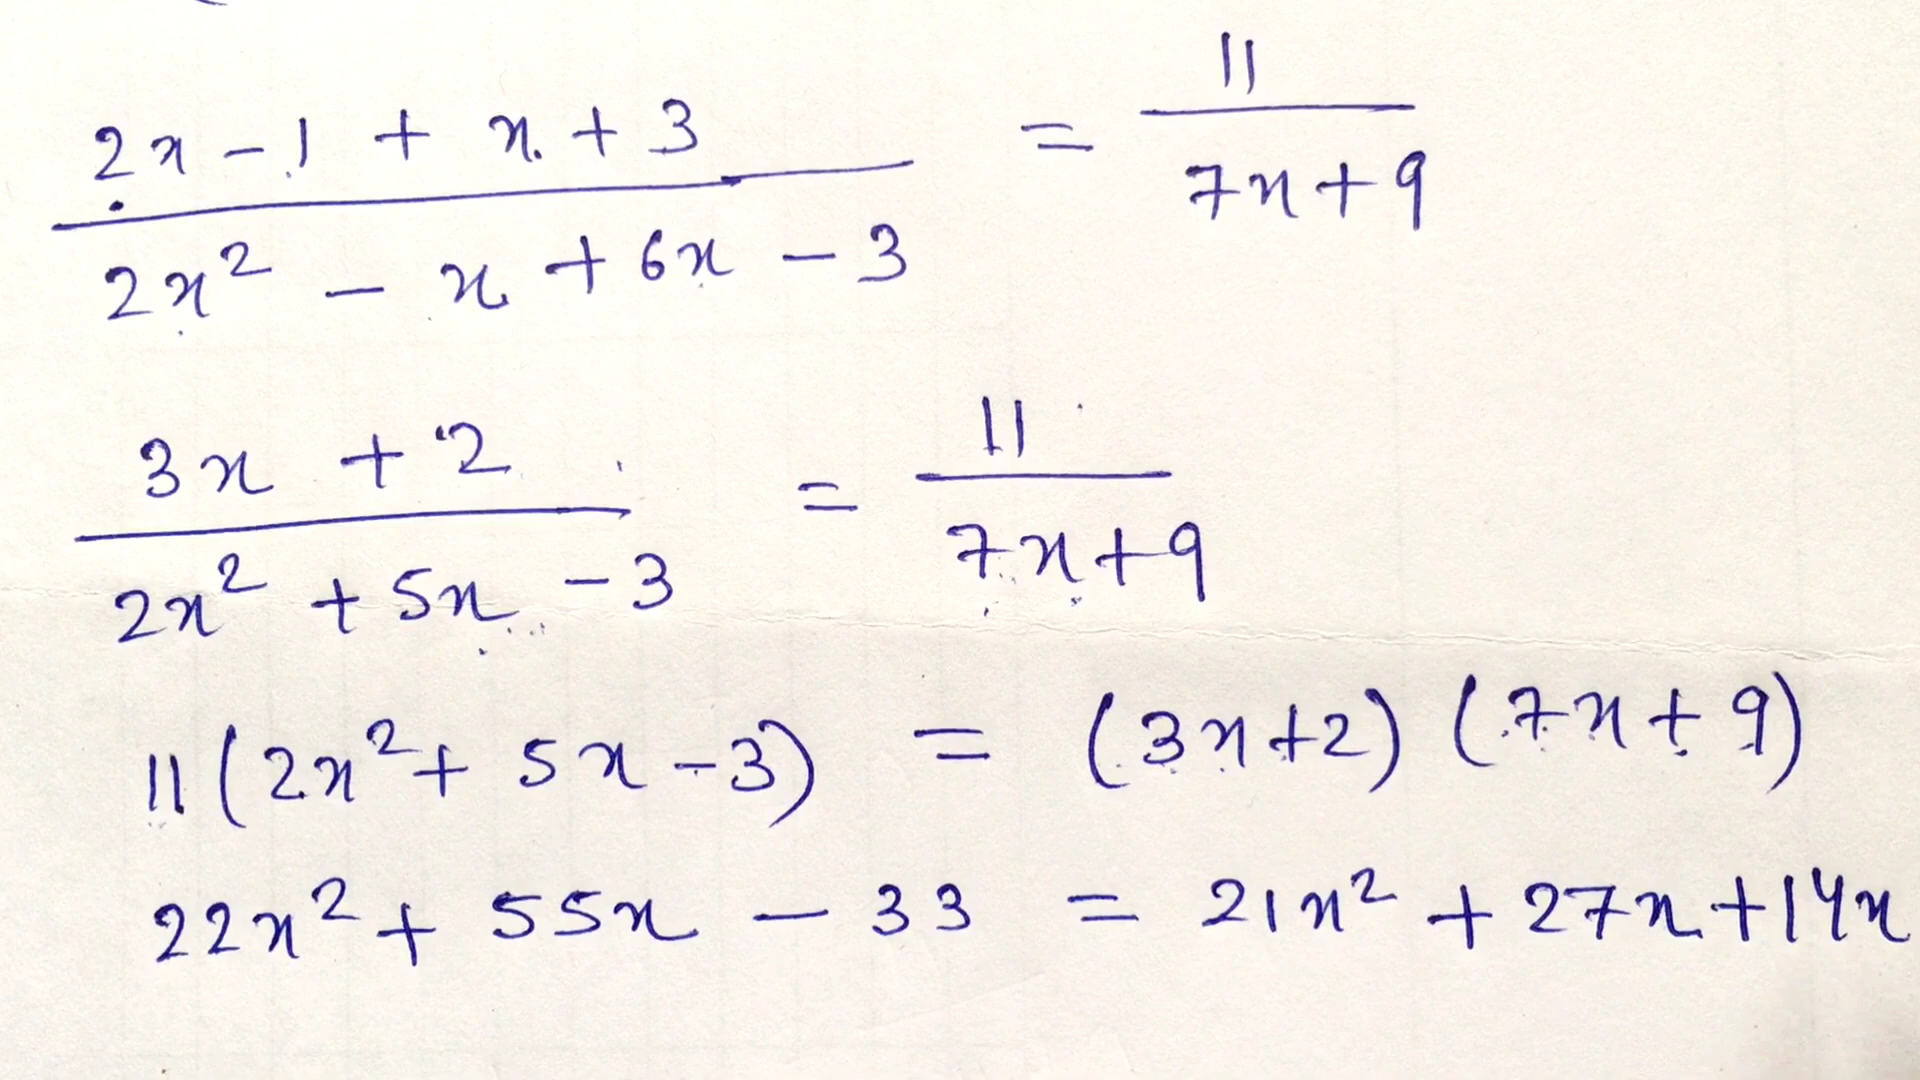 2x - 1 + x + 3 / 2x² - x + 6x - 3 = 11 / 7x + 9
3x + 2 / 2x² + 5x - 3 = 11 / 7x + 9
11 (2x² + 5x - 3) = (3x + 2) (7x + 9)
22x² + 55x - 33 = 21x² + 27x + 14x